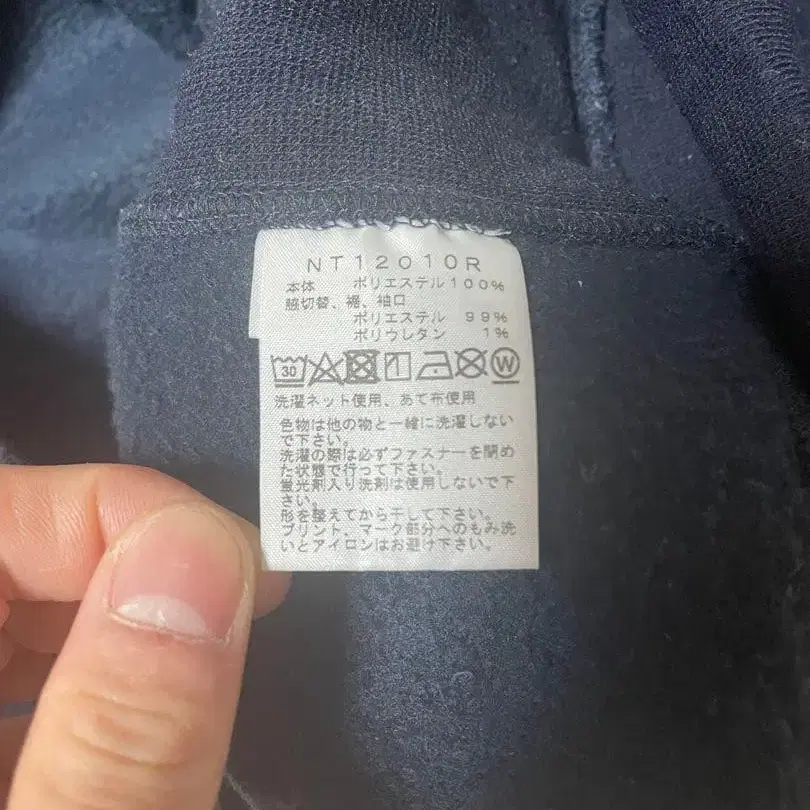 NT12010R
本体 ポリエステル100%
脇切替、裾、袖口
ポリエステル 99%
ポリウレタン 1%
30 W
洗濯ネット使用、あて布使用
色物は他の物と一緒に洗濯しない
で下さい。
洗濯の際は必ずファスナーを閉め
た状態で行って下さい。
蛍光剤入り洗剤は使用しないで下
さい。
形を整えてから干して下さい。
プリント、マーク部分へのもみ洗
いとアイロンはお避け下さい。